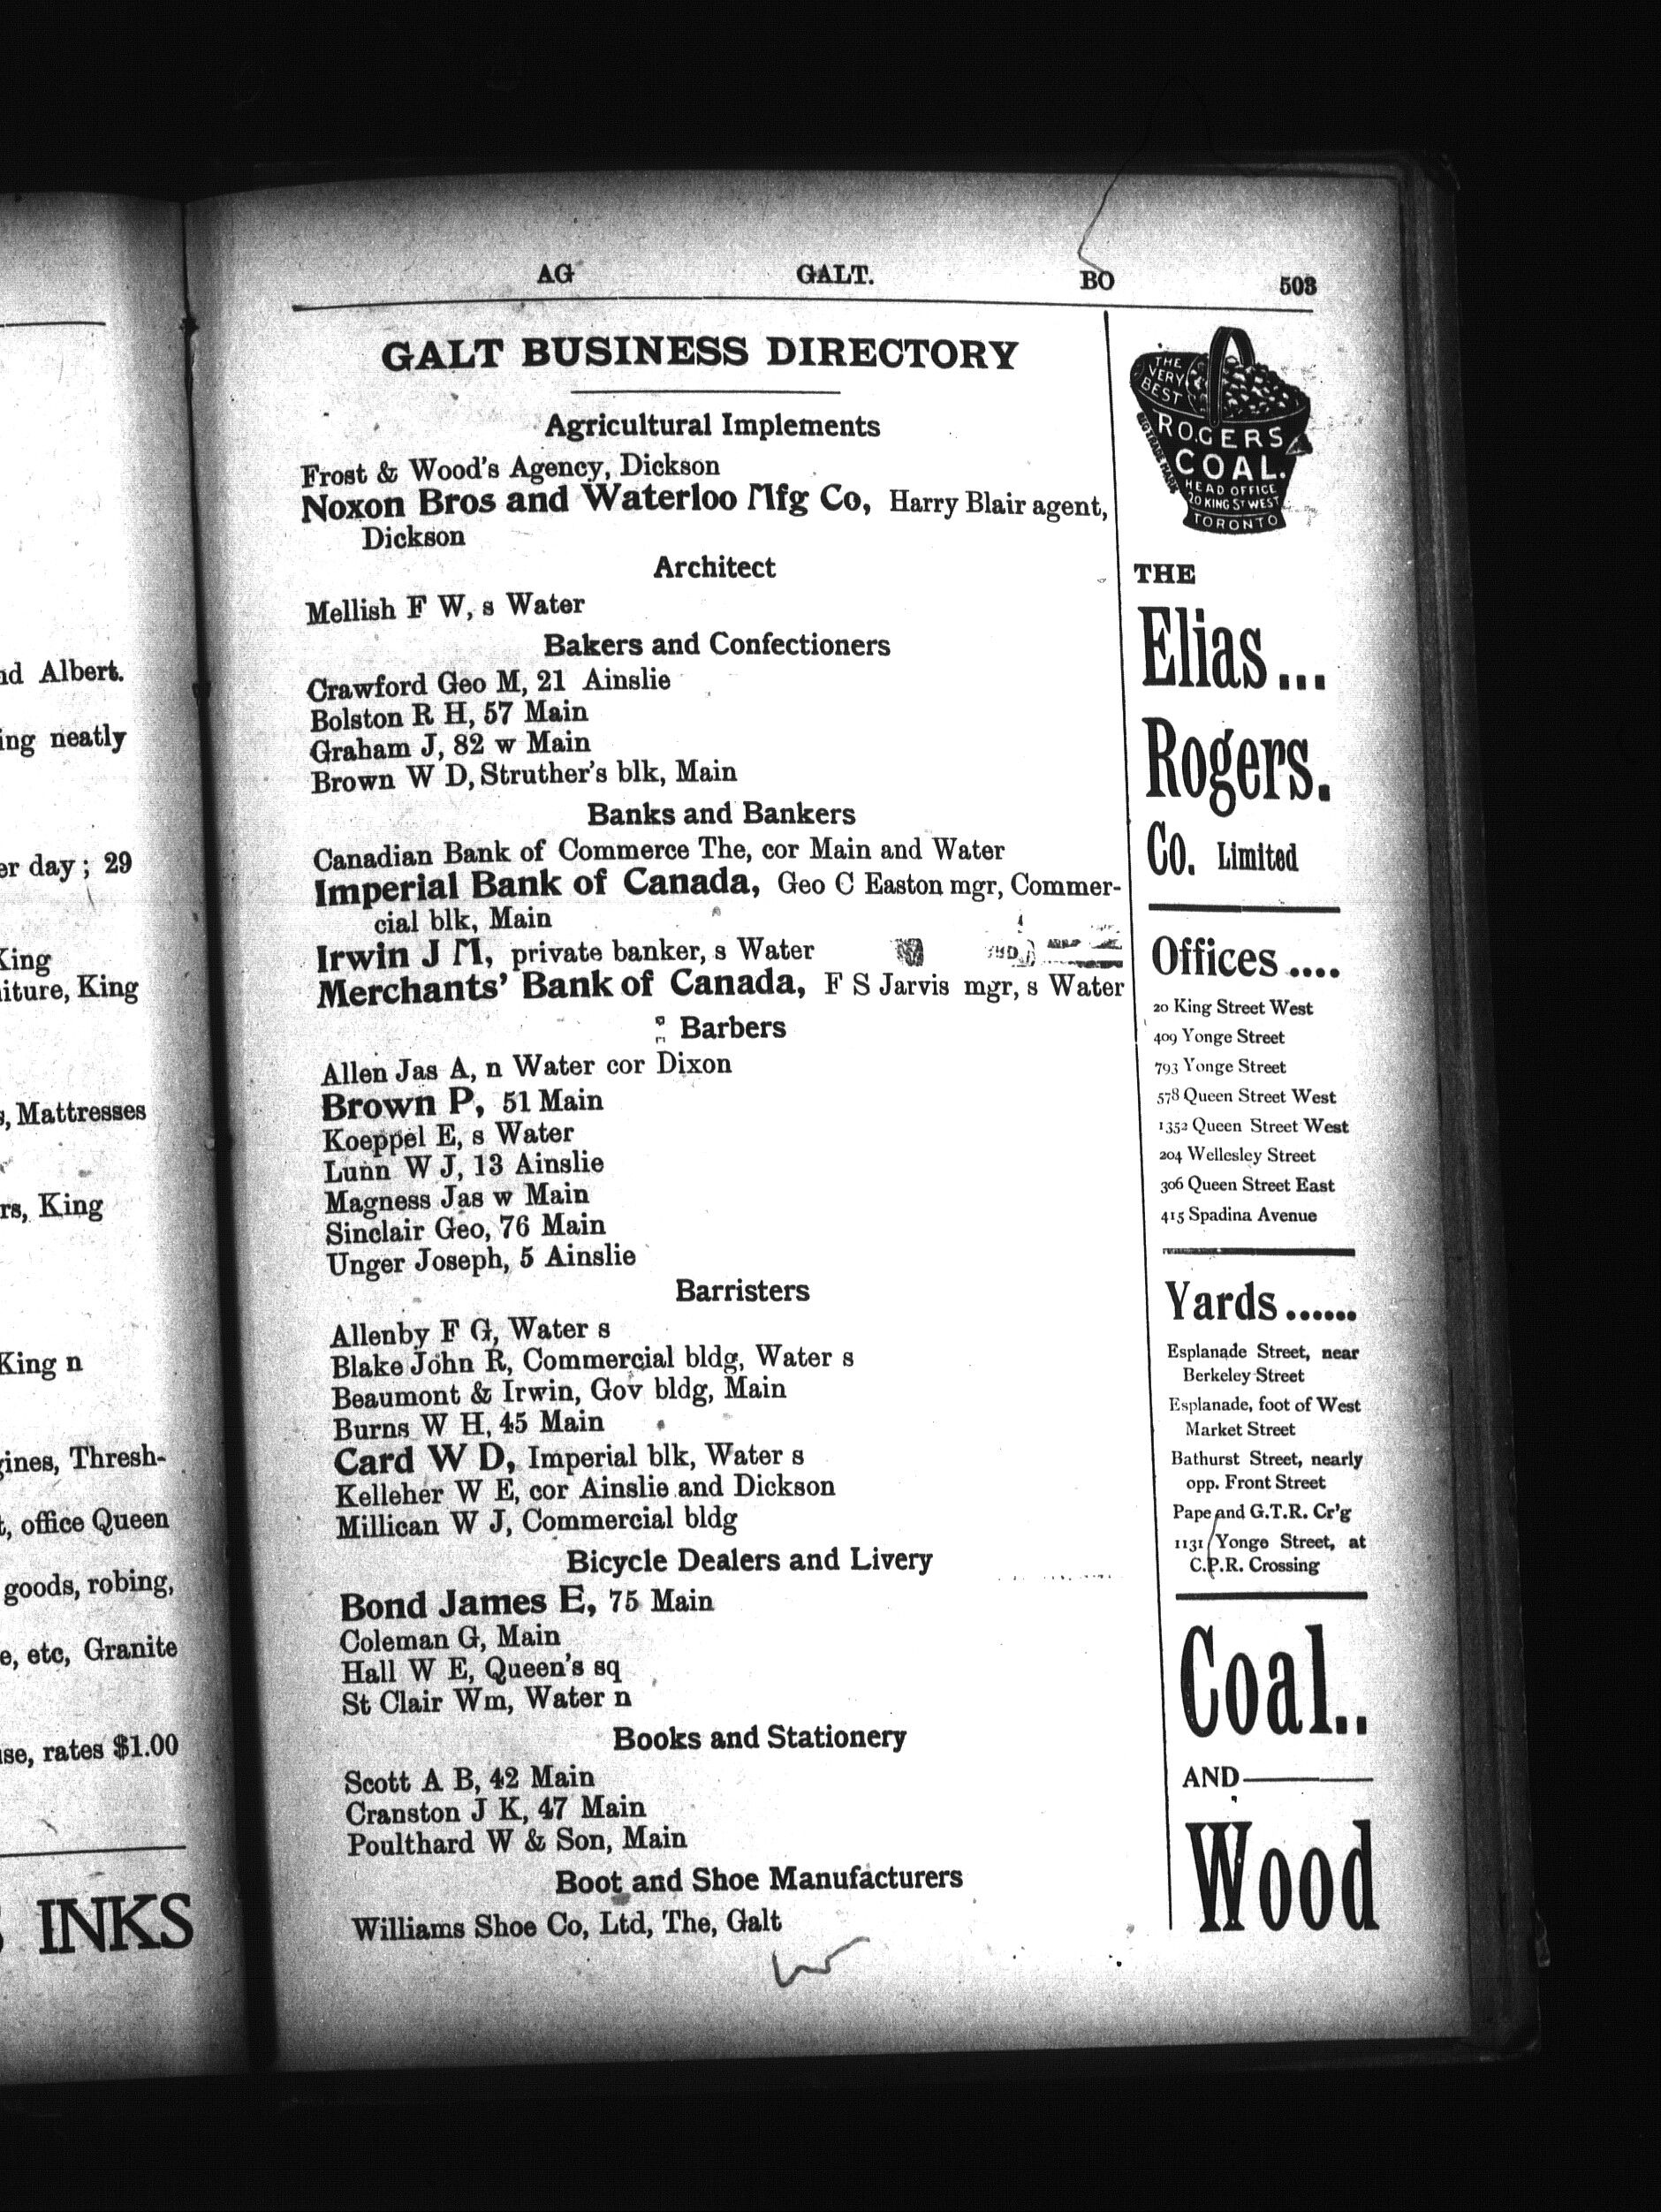 nd Albert.
ing neatly
er day ; 29
King
iture, King
s, Mattresses
rs, King
King n
gines, Thresh-
t, office Queen
goods, robing,
e, etc, Granite
use, rates $1.00
INKS
AG GALT. BO 503
GALT BUSINESS DIRECTORY
Agricultural Implements
Frost & Wood's Agency, Dickson
Noxon Bros and Waterloo Mfg Co, Harry Blair agent,
Dickson
Architect
Mellish F W, s Water
Bakers and Confectioners
Crawford Geo M, 21 Ainslie
Bolston R H, 57 Main
Graham J, 82 w Main
Brown W D, Struther's blk, Main
Banks and Bankers
Canadian Bank of Commerce The, cor Main and Water
Imperial Bank of Canada, Geo C Easton mgr, Commer-
cial blk, Main
Irwin J M, private banker, s Water
Merchants' Bank of Canada, F S Jarvis mgr, s Water
Barbers
Allen Jas A, n Water cor Dixon
Brown P, 51 Main
Koeppel E, s Water
Lunn W J, 13 Ainslie
Magness Jas w Main
Sinclair Geo, 76 Main
Unger Joseph, 5 Ainslie
Barristers
Allenby F G, Water s
Blake John R, Commercial bldg, Water s
Beaumont & Irwin, Gov bldg, Main
Burns W H, 45 Main
Card W D, Imperial blk, Water s
Kelleher W E, cor Ainslie and Dickson
Millican W J, Commercial bldg
Bicycle Dealers and Livery
Bond James E, 75 Main
Coleman G, Main
Hall W E, Queen's sq
St Clair Wm, Water n
Books and Stationery
Scott A B, 42 Main
Cranston J K, 47 Main
Poulthard W & Son, Main
Boot and Shoe Manufacturers
Williams Shoe Co, Ltd, The, Galt
THE
VERY
BEST
ROGERS
COAL.
HEAD OFFICE
20 KING ST WEST
TORONTO
THE
Elias...
Rogers.
Co. Limited
Offices ....
20 King Street West
409 Yonge Street
793 Yonge Street
578 Queen Street West
1352 Queen Street West
204 Wellesley Street
306 Queen Street East
415 Spadina Avenue
Yards......
Esplanade Street, near
Berkeley Street
Esplanade, foot of West
Market Street
Bathurst Street, nearly
opp. Front Street
Pape and G.T.R. Cr'g
1131 Yonge Street, at
C.P.R. Crossing
Coal..
AND
Wood